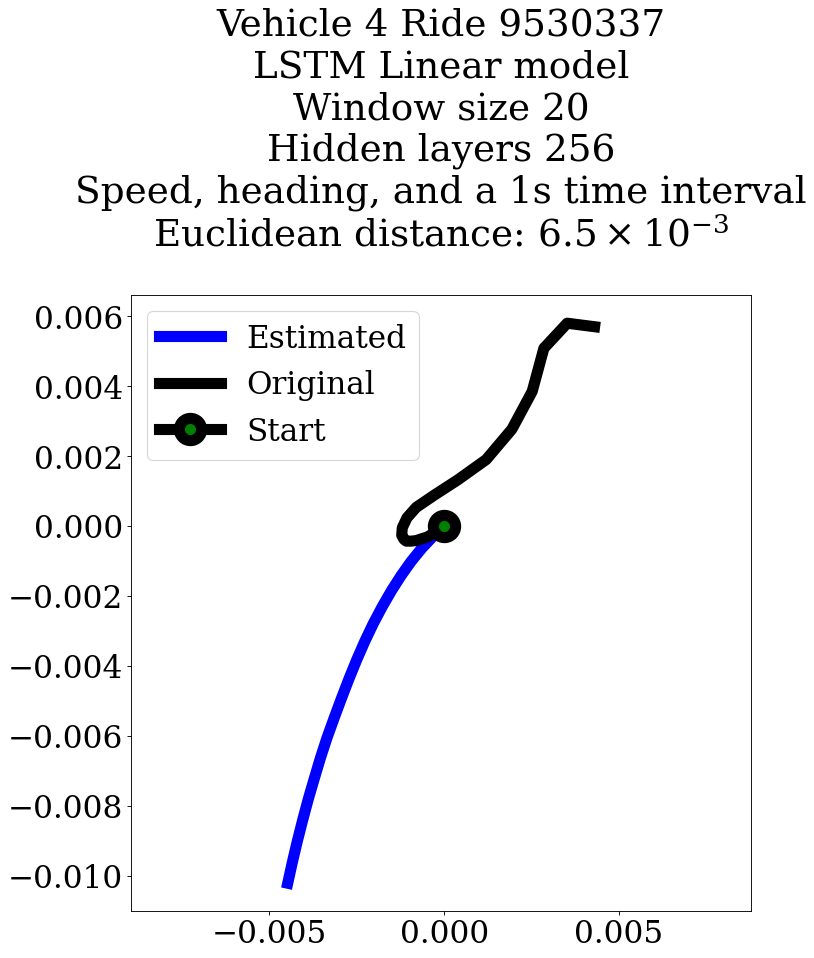 Vehicle 4 Ride 9530337
LSTM Linear model
Window size 20
Hidden layers 256
Speed, heading, and a 1s time interval
Euclidean distance: 6.5 × 10⁻³
Estimated
Original
Start
0.006
0.004
0.002
0.000
−0.002
−0.004
−0.006
−0.008
−0.010
−0.005 0.000 0.005